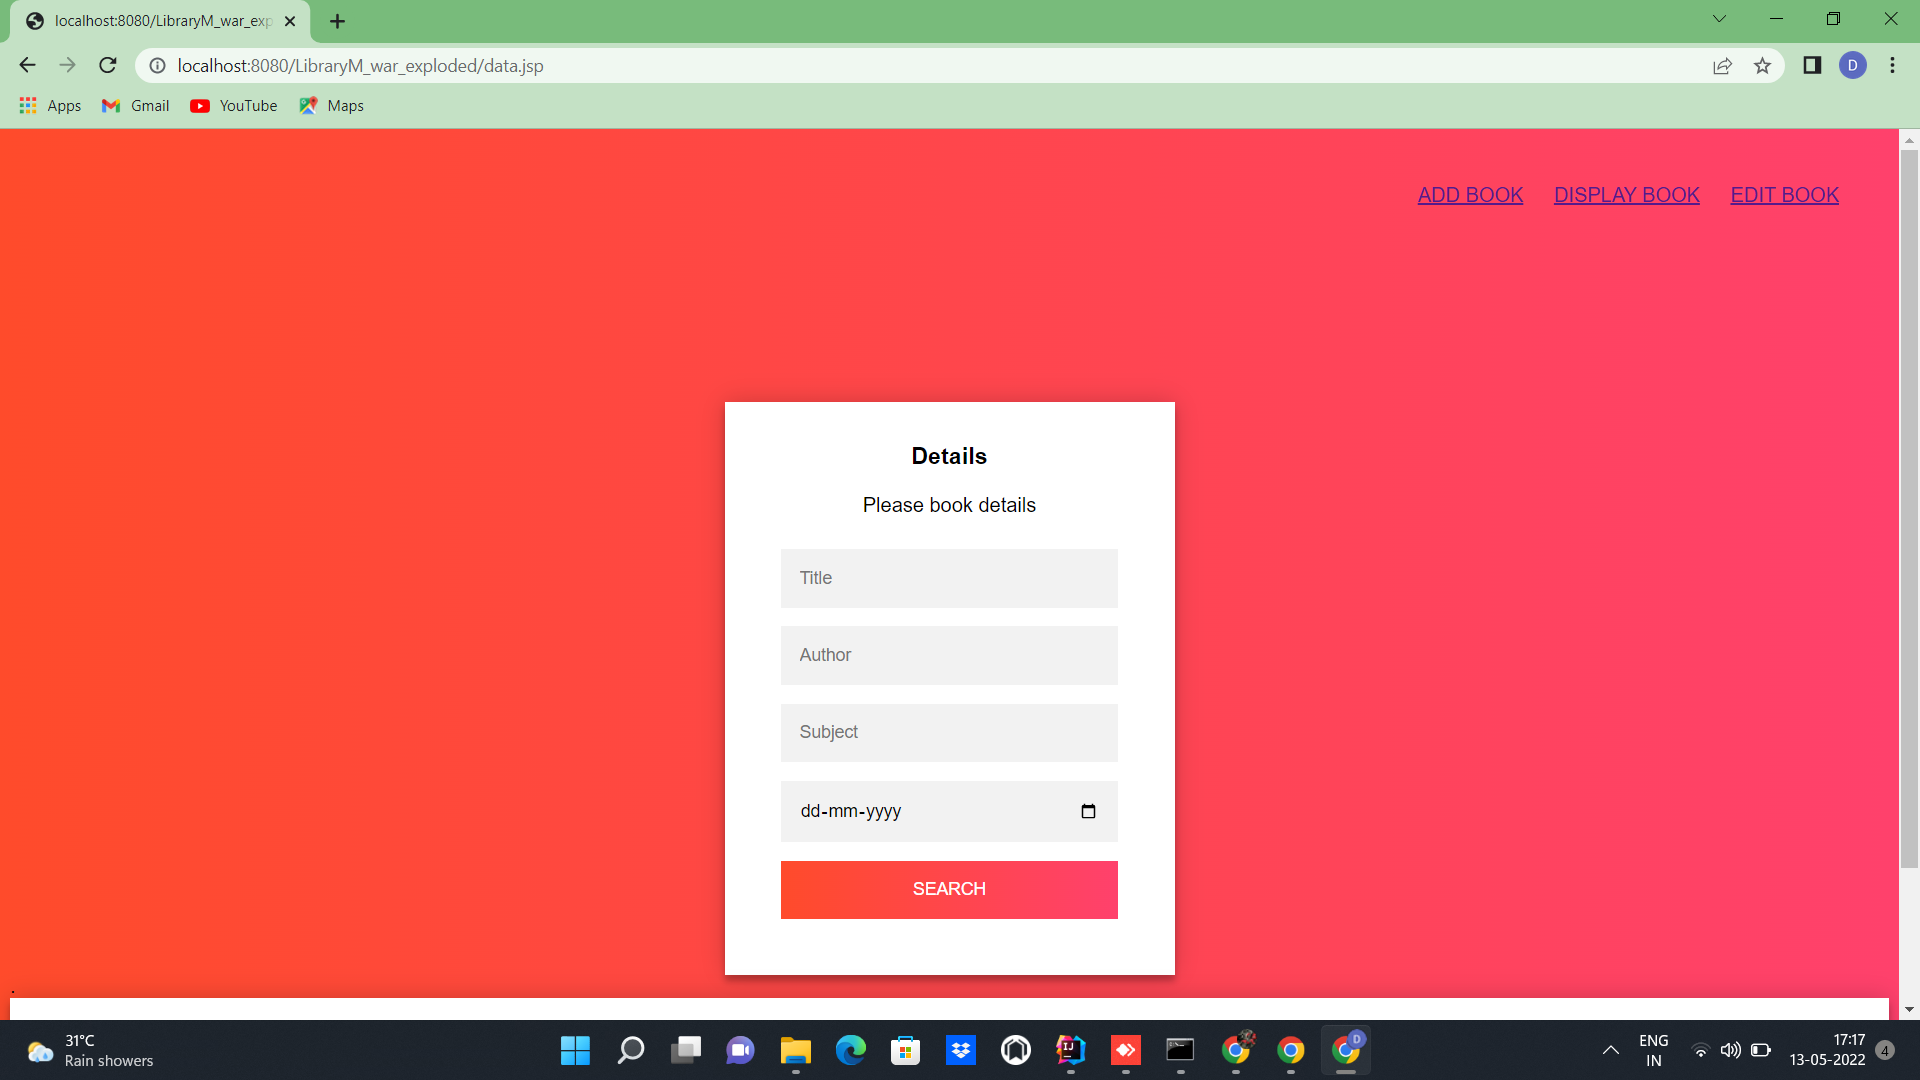 localhost:8080/LibraryM_war_exp
localhost:8080/LibraryM_war_exploded/data.jsp
D
Apps
Gmail
YouTube
Maps
ADD BOOK
DISPLAY BOOK
EDIT BOOK
Details
Please book details
Title
Author
Subject
dd-mm-yyyy
SEARCH
.
31°C
Rain showers
IJ
D
ENG
IN
17:17
13-05-2022
4